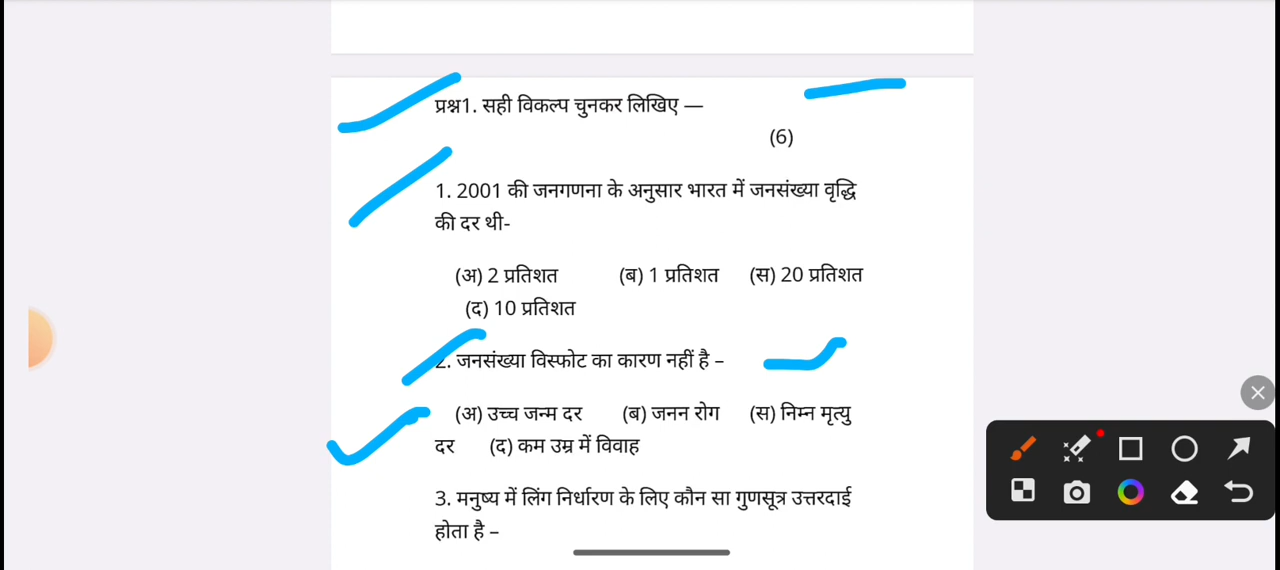 प्रश्न1. सही विकल्प चुनकर लिखिए —
(6)
1. 2001 की जनगणना के अनुसार भारत में जनसंख्या वृद्धि
की दर थी-
(अ) 2 प्रतिशत (ब) 1 प्रतिशत (स) 20 प्रतिशत
(द) 10 प्रतिशत
2. जनसंख्या विस्फोट का कारण नहीं है –
(अ) उच्च जन्म दर (ब) जनन रोग (स) निम्न मृत्यु
दर (द) कम उम्र में विवाह
3. मनुष्य में लिंग निर्धारण के लिए कौन सा गुणसूत्र उत्तरदाई
होता है –